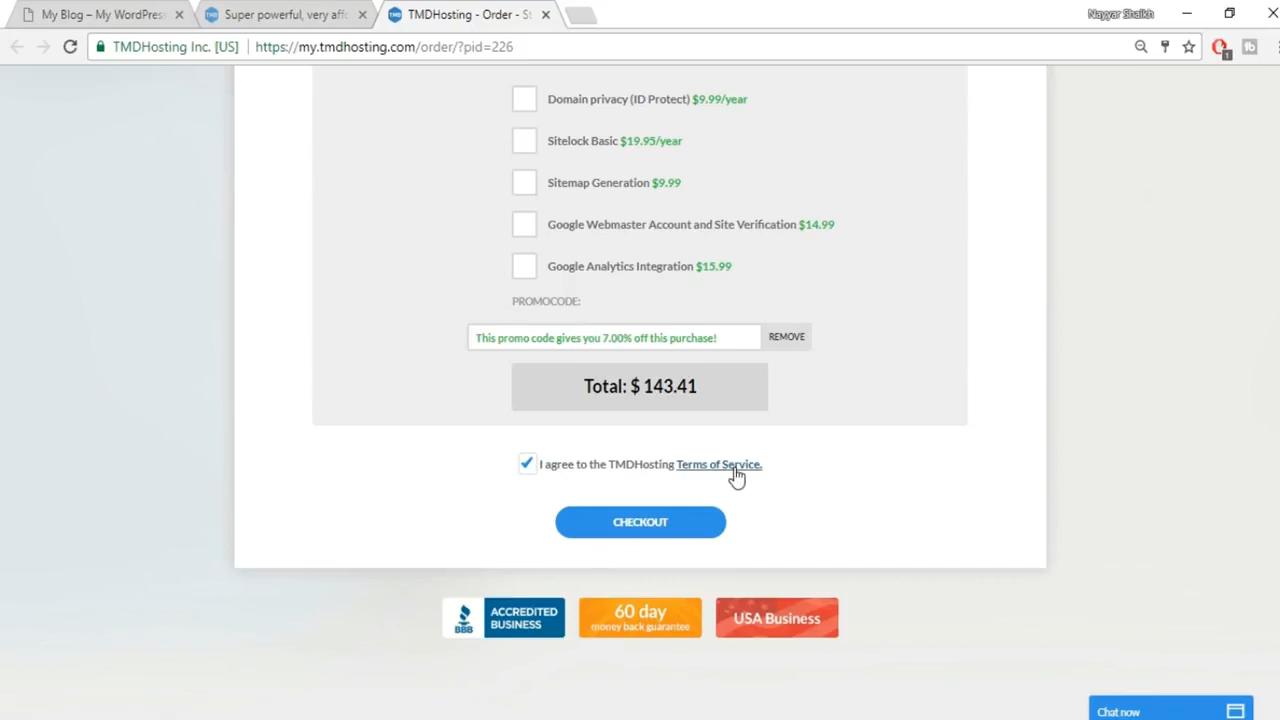 My Blog – My WordPress
Super powerful, very affo
TMDHosting - Order - St
Nayyar Shaikh
TMDHosting Inc. [US]
https://my.tmdhosting.com/order/?pid=226
1
Domain privacy (ID Protect) $9.99/year
Sitelock Basic $19.95/year
Sitemap Generation $9.99
Google Webmaster Account and Site Verification $14.99
Google Analytics Integration $15.99
PROMOCODE:
This promo code gives you 7.00% off this purchase!
REMOVE
Total: $ 143.41
I agree to the TMDHosting Terms of Service.
CHECKOUT
BBB
ACCREDITED
BUSINESS
60 day
money back guarantee
USA Business
Chat now